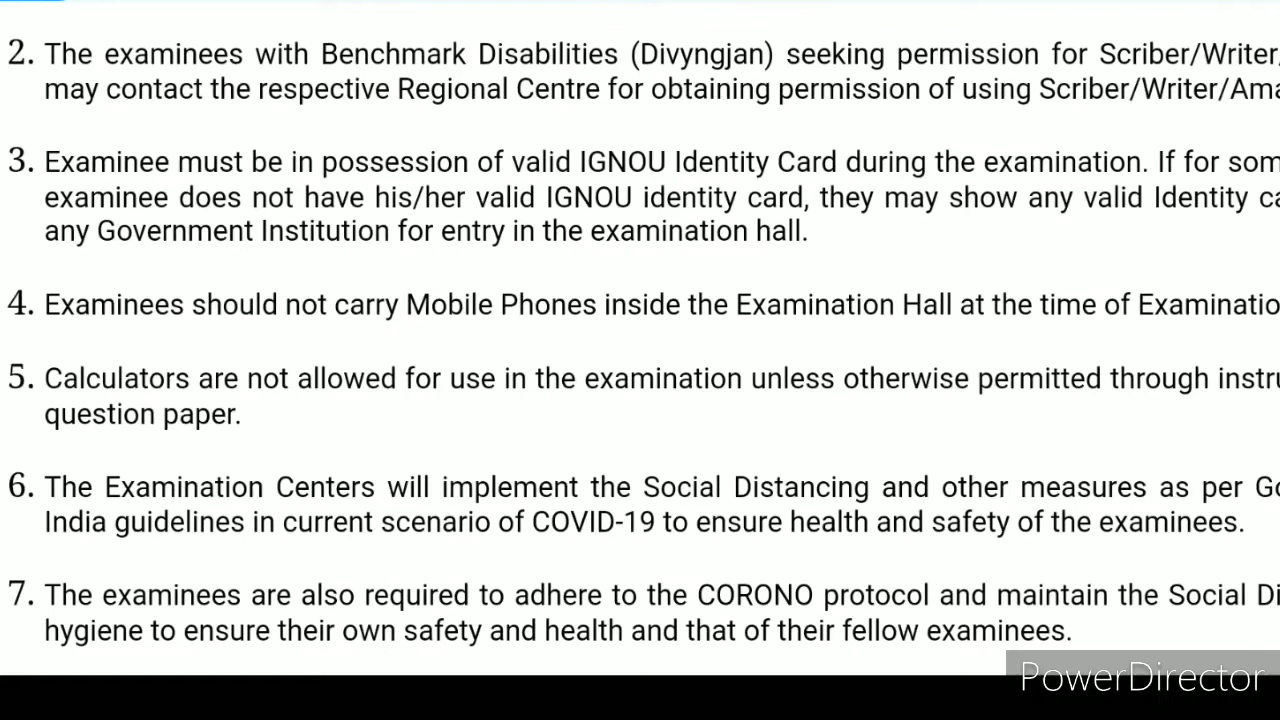 2. The examinees with Benchmark Disabilities (Divyngjan) seeking permission for Scriber/Writer/
may contact the respective Regional Centre for obtaining permission of using Scriber/Writer/Ama
3. Examinee must be in possession of valid IGNOU Identity Card during the examination. If for som
examinee does not have his/her valid IGNOU identity card, they may show any valid Identity ca
any Government Institution for entry in the examination hall.
4. Examinees should not carry Mobile Phones inside the Examination Hall at the time of Examinatio
5. Calculators are not allowed for use in the examination unless otherwise permitted through instru
question paper.
6. The Examination Centers will implement the Social Distancing and other measures as per Go
India guidelines in current scenario of COVID-19 to ensure health and safety of the examinees.
7. The examinees are also required to adhere to the CORONO protocol and maintain the Social Di
hygiene to ensure their own safety and health and that of their fellow examinees.
PowerDirector